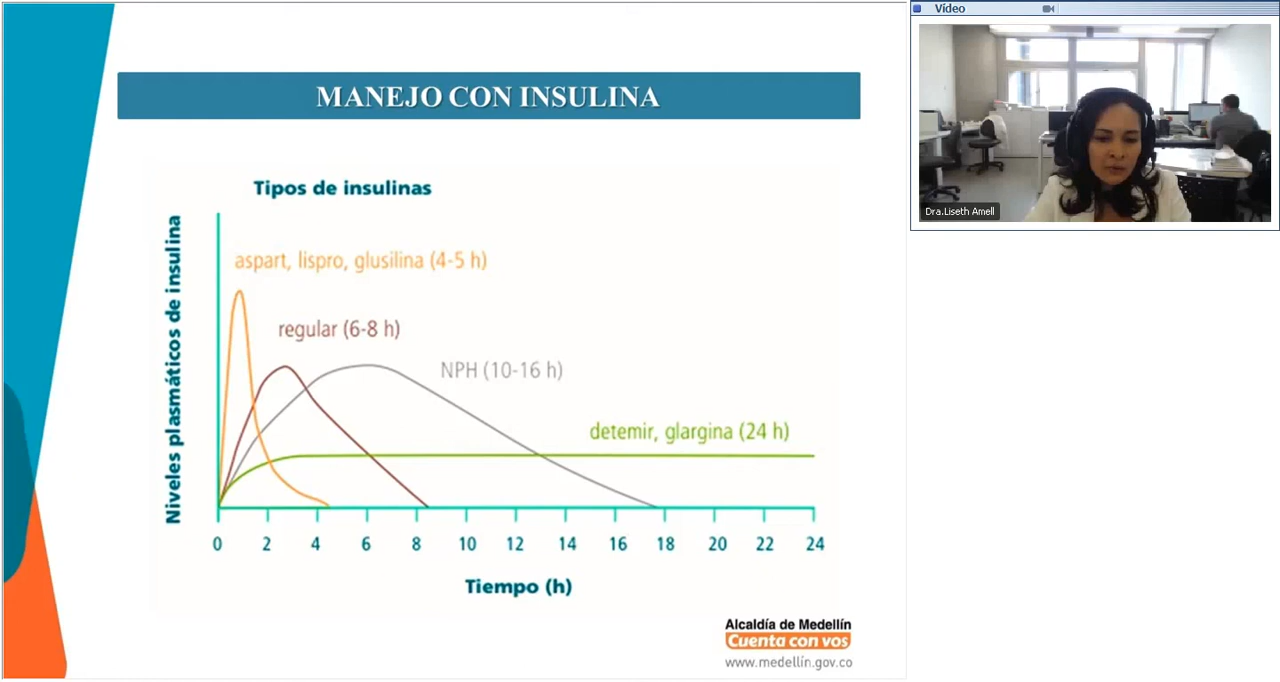 Vídeo
MANEJO CON INSULINA
Tipos de insulinas
Niveles plasmáticos de insulina
aspart, lispro, glusilina (4-5 h)
regular (6-8 h)
NPH (10-16 h)
detemir, glargina (24 h)
0 2 4 6 8 10 12 14 16 18 20 22 24
Tiempo (h)
Alcaldía de Medellín
Cuenta con vos
www.medellín.gov.co
Dra.Liseth Amell